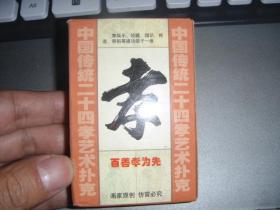 中国传统二十四孝艺术扑克
孝
百善孝为先
画家原创 仿冒必究
中国传统二十四孝艺术扑克